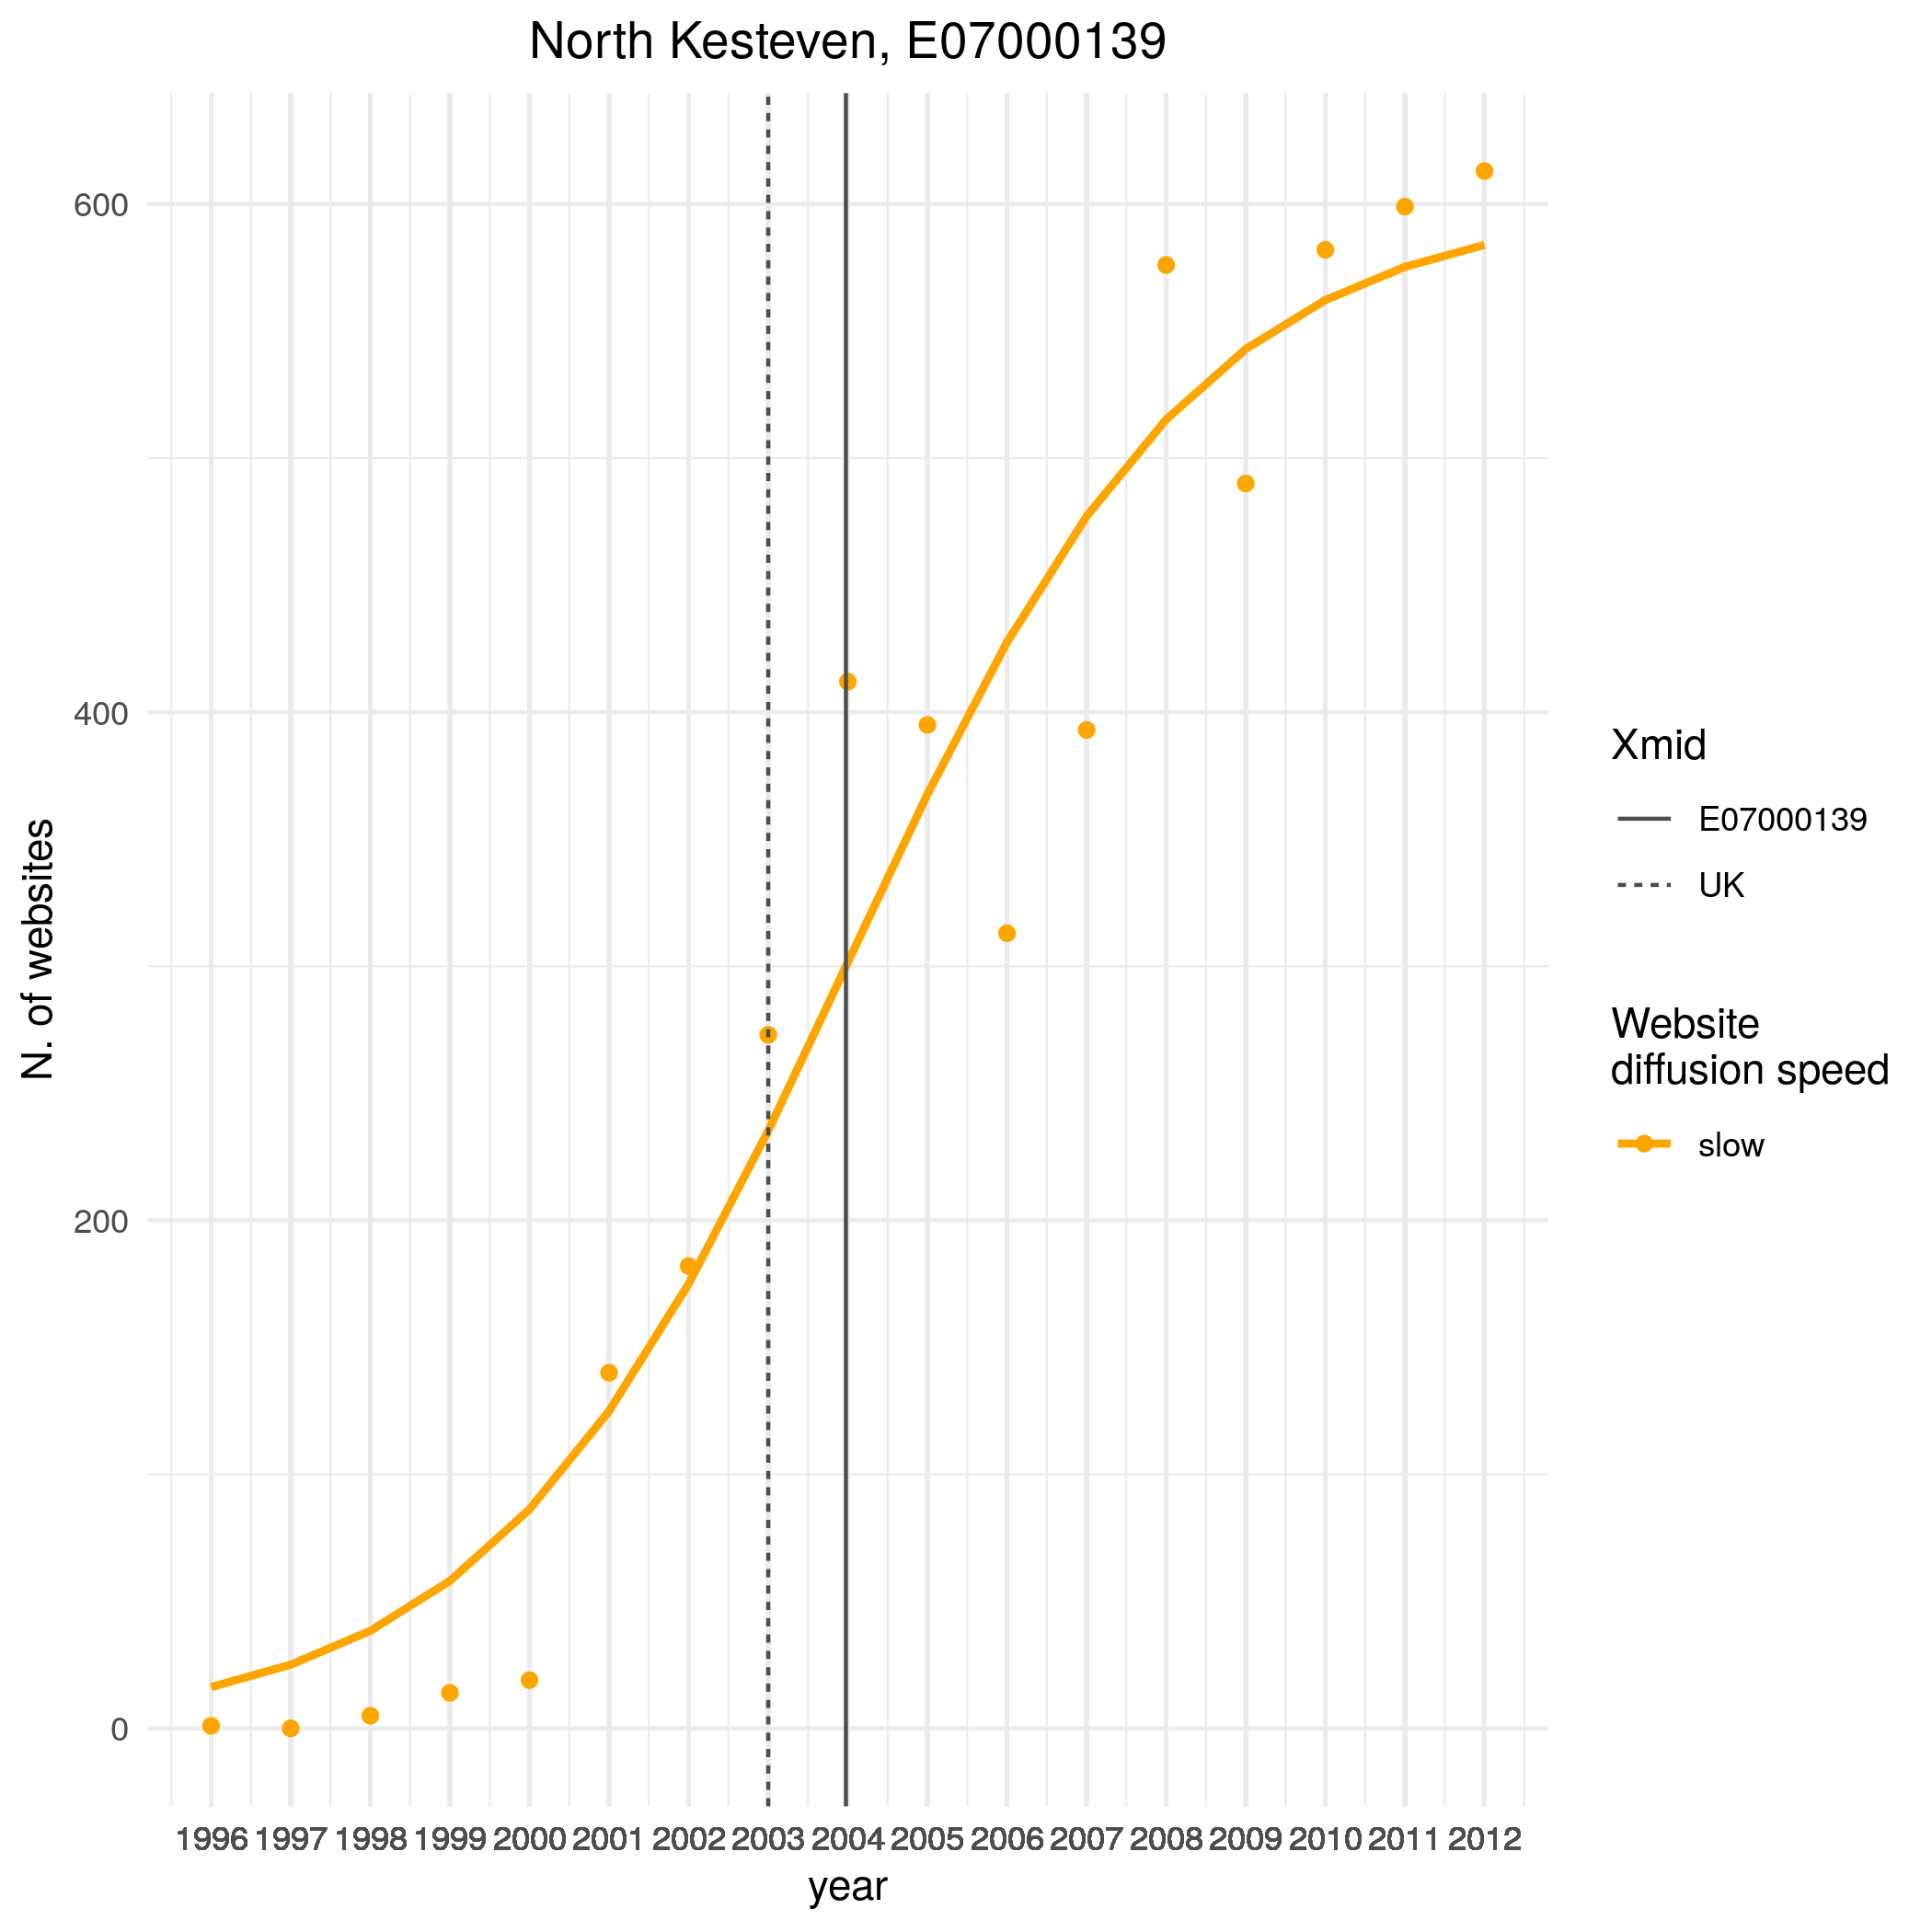 North Kesteven, E07000139
N. of websites
600
400
200
0
1996 1997 1998 1999 2000 2001 2002 2003 2004 2005 2006 2007 2008 2009 2010 2011 2012
year
Xmid
E07000139
UK
Website
diffusion speed
slow